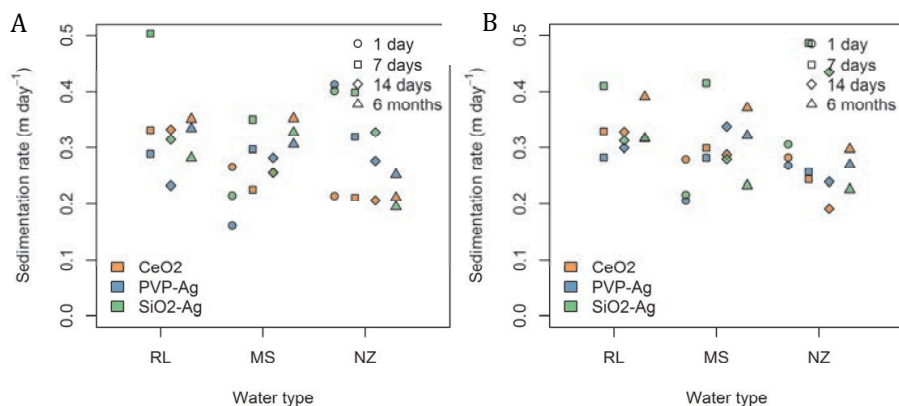 A
Sedimentation rate (m day⁻¹)
0.5
0.4
0.3
0.2
0.1
0.0
1 day
7 days
14 days
6 months
CeO2
PVP-Ag
SiO2-Ag
RL MS NZ
Water type
B
Sedimentation rate (m day⁻¹)
0.5
0.4
0.3
0.2
0.1
0.0
1 day
7 days
14 days
6 months
CeO2
PVP-Ag
SiO2-Ag
RL MS NZ
Water type